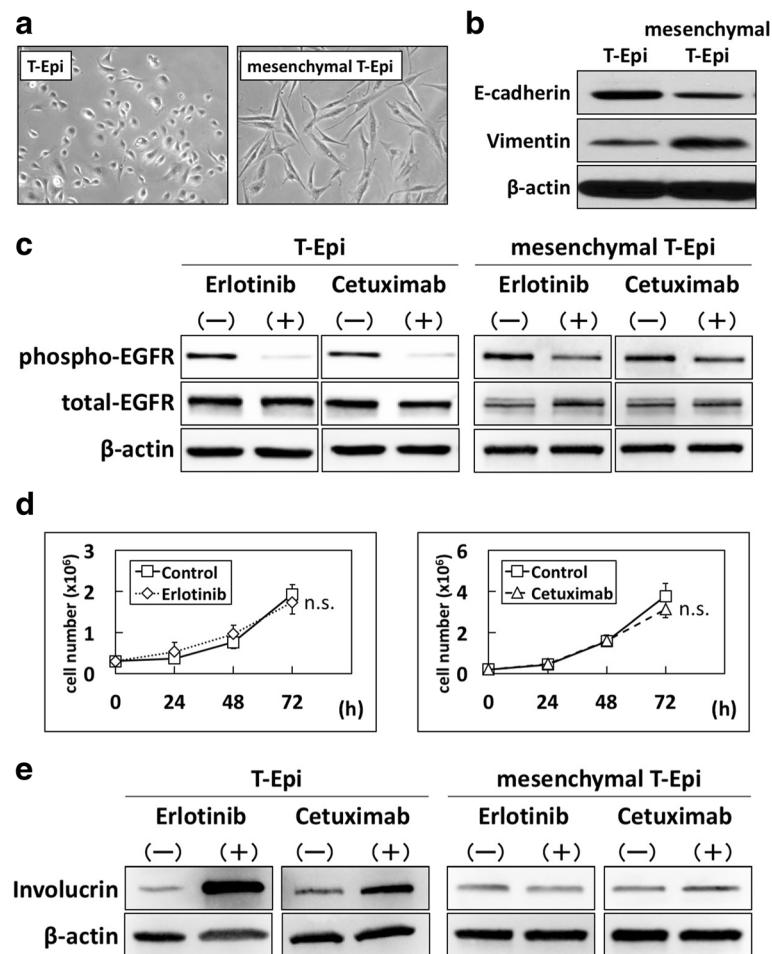 a
T-Epi
mesenchymal T-Epi
b
mesenchymal
T-Epi T-Epi
E-cadherin
Vimentin
β-actin
c
T-Epi mesenchymal T-Epi
Erlotinib Cetuximab Erlotinib Cetuximab
(—) (+) (—) (+) (—) (+) (—) (+)
phospho-EGFR
total-EGFR
β-actin
d
cell number (x10⁶)
3
2
1
0
Control
Erlotinib
n.s.
0 24 48 72 (h)
cell number (x10⁶)
6
4
2
0
Control
Cetuximab
n.s.
0 24 48 72 (h)
e
T-Epi mesenchymal T-Epi
Erlotinib Cetuximab Erlotinib Cetuximab
(—) (+) (—) (+) (—) (+) (—) (+)
Involucrin
β-actin